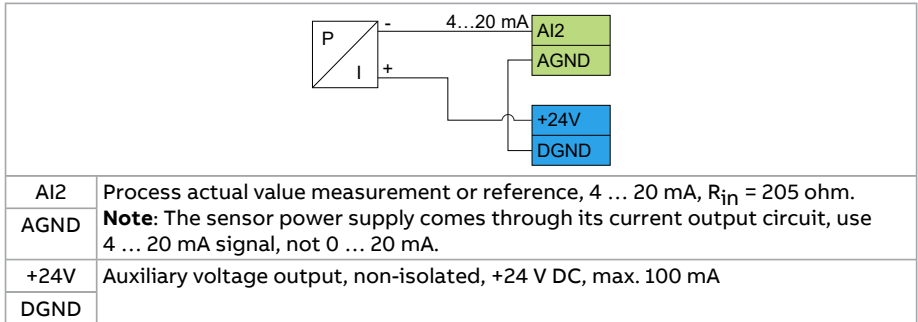 - 4...20 mA AI2
P
AGND
I +
+24V
DGND
AI2 Process actual value measurement or reference, 4 … 20 mA, Rin = 205 ohm.
AGND Note: The sensor power supply comes through its current output circuit, use
4 … 20 mA signal, not 0 … 20 mA.
+24V Auxiliary voltage output, non-isolated, +24 V DC, max. 100 mA
DGND